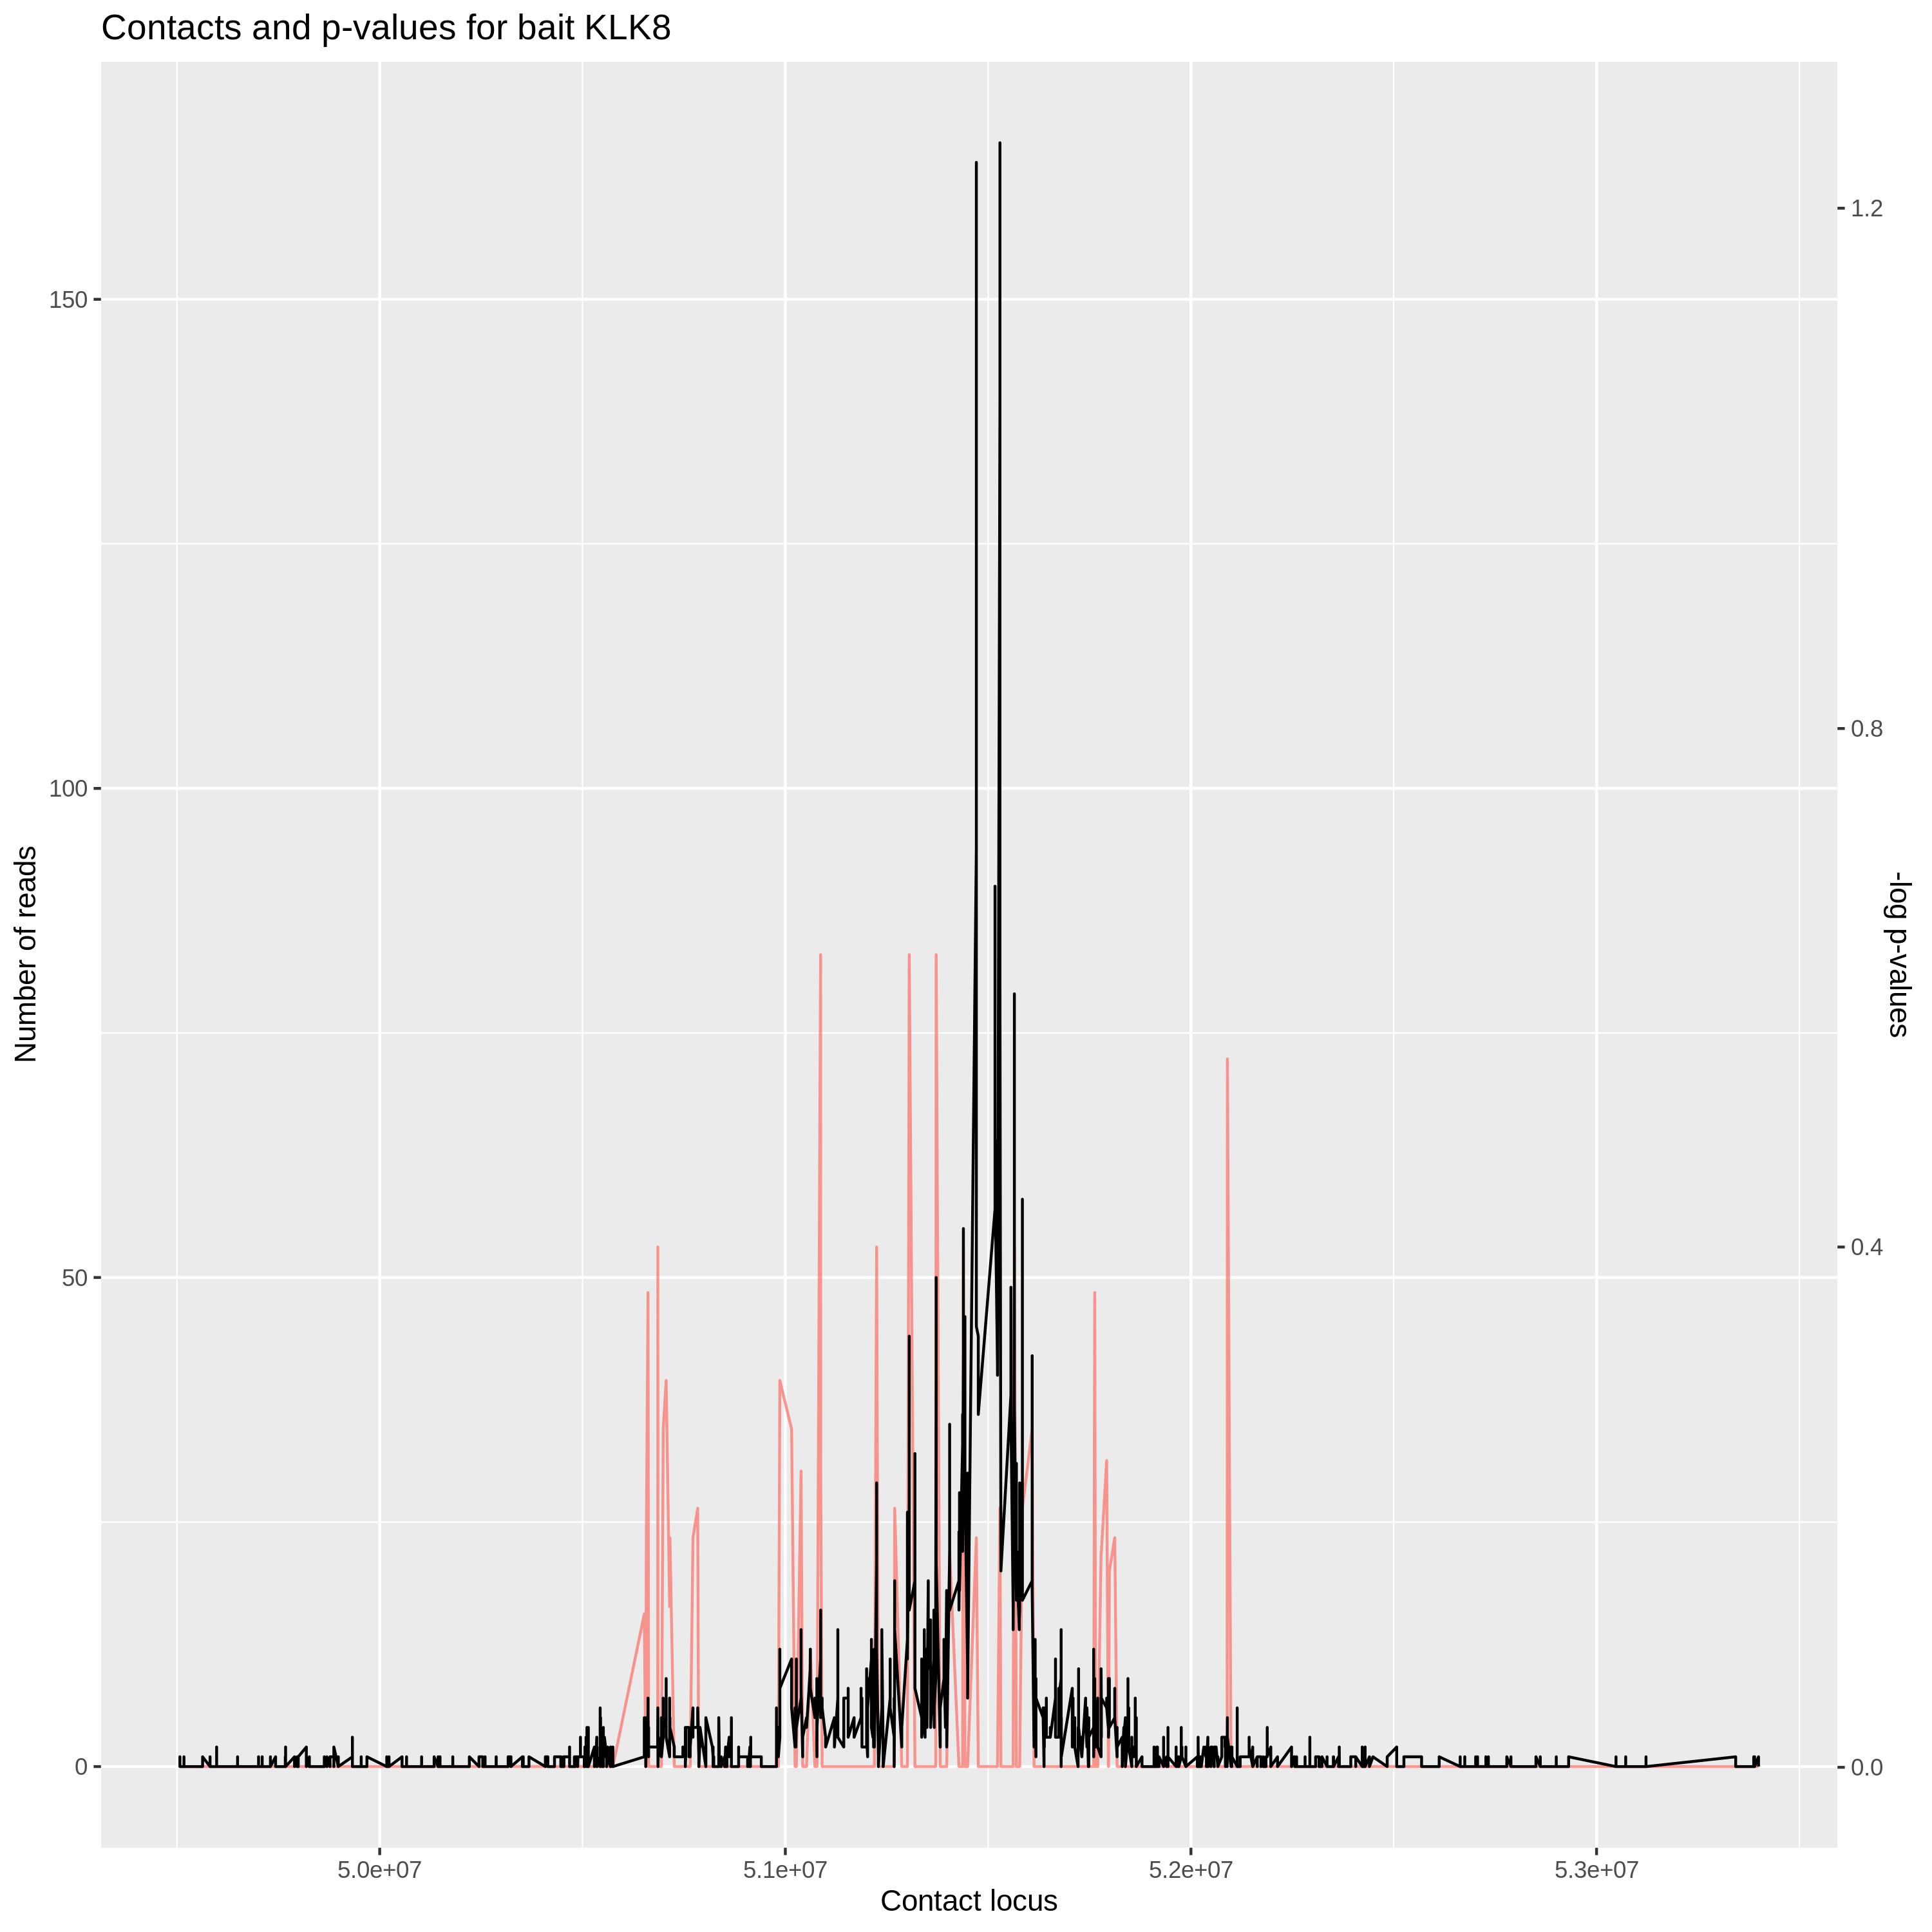 Contacts and p-values for bait KLK8
150
100
50
0
Number of reads
1.2
0.8
0.4
0.0
-log p-values
5.0e+07
5.1e+07
5.2e+07
5.3e+07
Contact locus